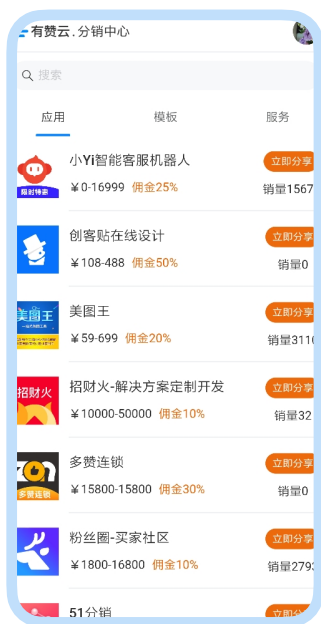 有赞云.分销中心
搜索
应用 模板 服务
小Yi智能客服机器人 立即分享
限时特惠 ￥0-16999 佣金25% 销量1567
创客贴在线设计 立即分享
￥108-488 佣金50% 销量0
美图王 美图王 立即分享
￥59-699 佣金20% 销量3110
招财火 招财火-解决方案定制开发 立即分享
￥10000-50000 佣金10% 销量32
多赞连锁 立即分享
多赞连锁 ￥15800-15800 佣金30% 销量0
粉丝圈-买家社区 立即分享
￥1800-16800 佣金10% 销量2793
51分销 立即分享